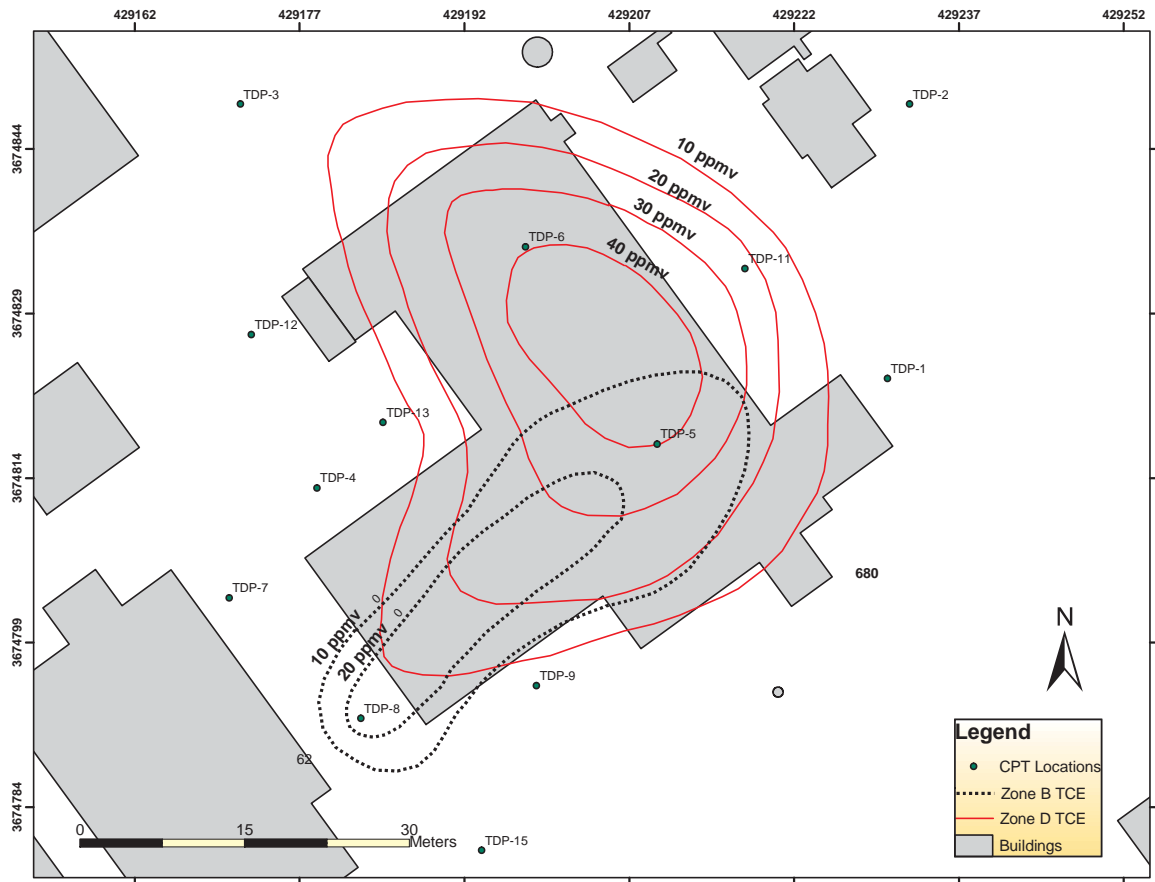 429162 429177 429192 429207 429222 429237 429252
3674844
3674829
3674814
3674799
3674784
TDP-3
TDP-2
10 ppmv
20 ppmv
30 ppmv
40 ppmv
TDP-6
TDP-11
TDP-12
TDP-1
TDP-13
TDP-5
TDP-4
680
TDP-7
0
0
10 ppmv
20 ppmv
TDP-9
TDP-8
62
TDP-15
N
0 15 30
Meters
Legend
CPT Locations
Zone B TCE
Zone D TCE
Buildings